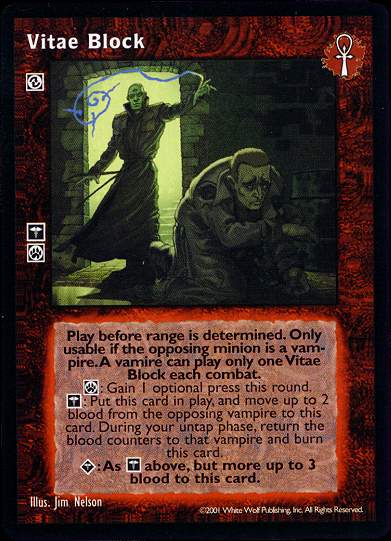 Vitae Block
Play before range is determined. Only
usable if the opposing minion is a vam-
pire. A vamire can play only one Vitae
Block each combat.
: Gain 1 optional press this round.
: Put this card in play, and move up to 2
blood from the opposing vampire to this
card. During your untap phase, return the
blood counters to that vampire and burn
this card.
: As above, but more up to 3
blood to this card.
Illus. Jim Nelson
©2001 White Wolf Publishing, Inc. All Rights Reserved.